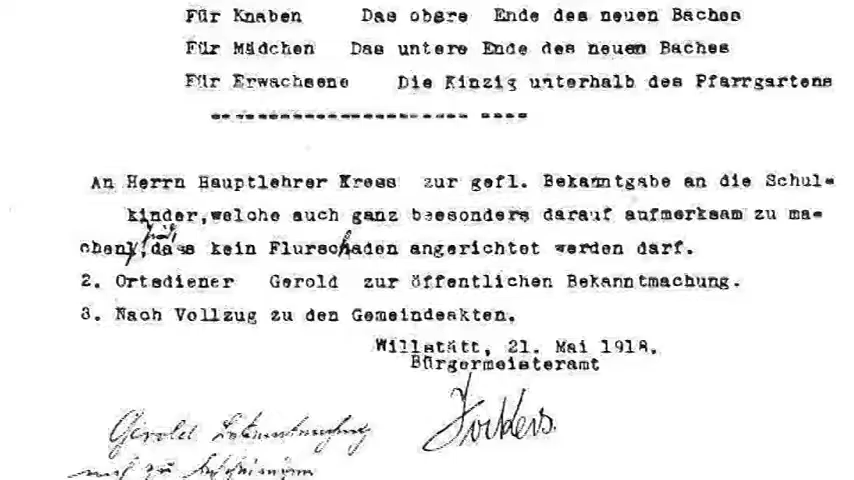 Für Knaben Das obere Ende des neuen Baches
Für Mädchen Das untere Ende des neuen Baches
Für Erwachsene Die Kinzig unterhalb des Pfarrgartens
An Herrn Hauptlehrer Kress zur gefl. Bekanntgabe an die Schul-
kinder,welche auch ganz beesonders darauf aufmerksam zu ma-
chen, dass kein Flurschaden angerichtet werden darf.
2. Ortsdiener Gerold zur öffentlichen Bekanntmachung.
3. Nach Vollzug zu den Gemeindeakten.
Willstätt, 21. Mai 1918.
Bürgermeisteramt
Gerold